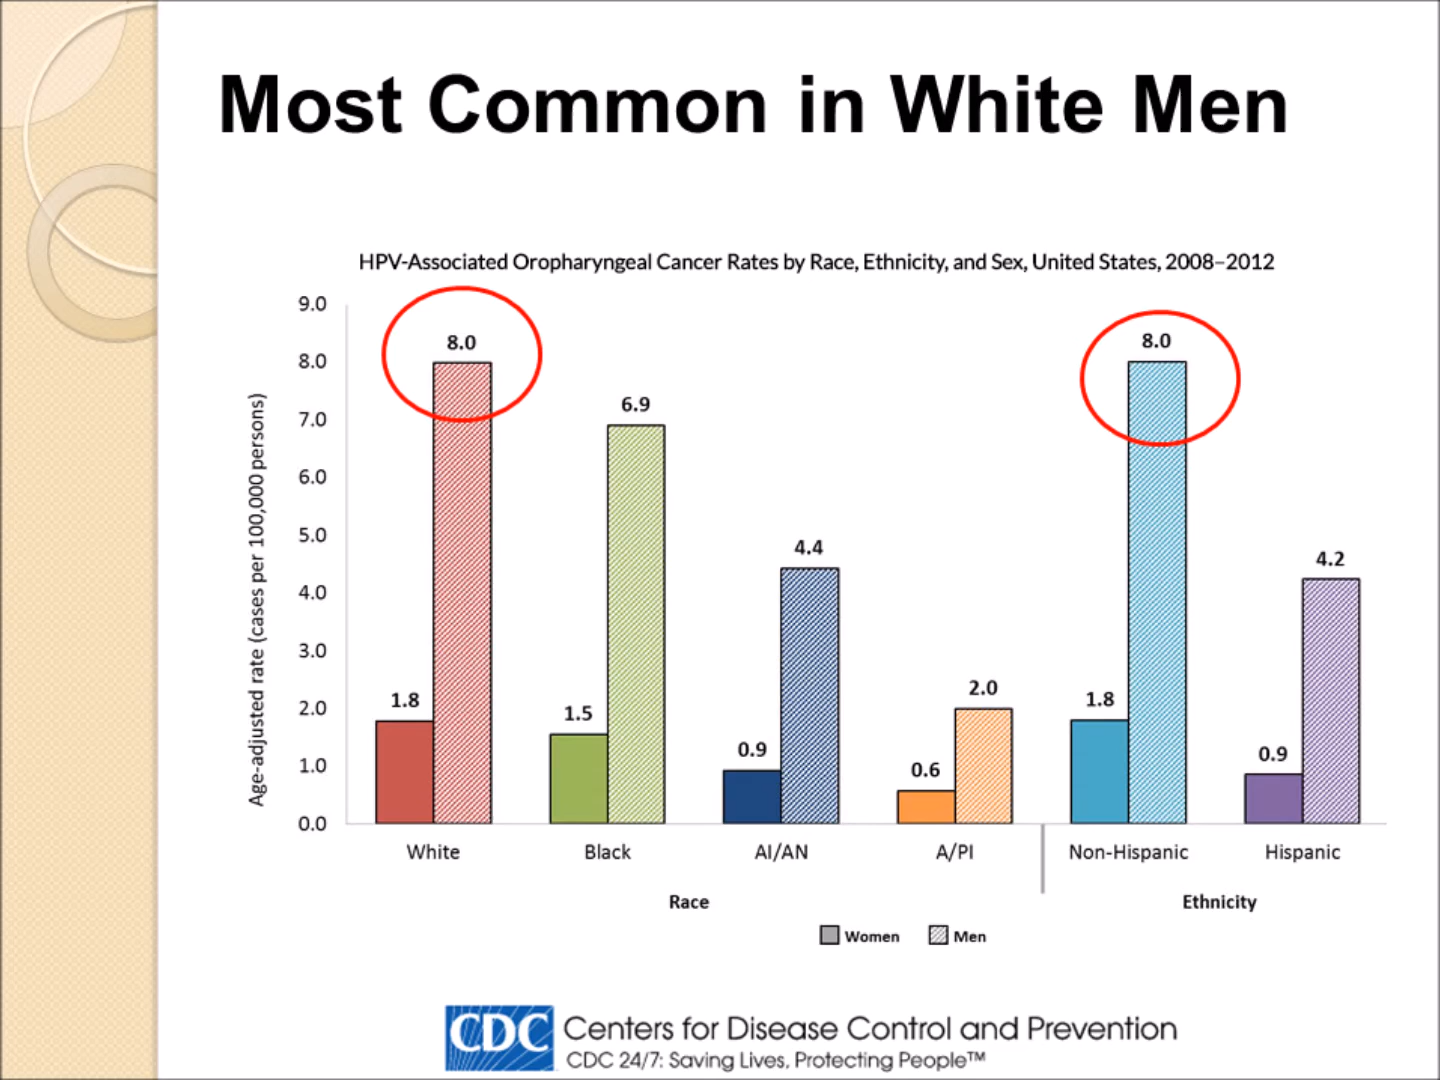 Most Common in White Men
HPV-Associated Oropharyngeal Cancer Rates by Race, Ethnicity, and Sex, United States, 2008–2012
Age-adjusted rate (cases per 100,000 persons)
9.0
8.0
7.0
6.0
5.0
4.0
3.0
2.0
1.0
0.0
1.8
8.0
1.5
6.9
0.9
4.4
0.6
2.0
1.8
8.0
0.9
4.2
White Black AI/AN A/PI Non-Hispanic Hispanic
Race Ethnicity
Women Men
CDC Centers for Disease Control and Prevention
CDC 24/7: Saving Lives, Protecting People™